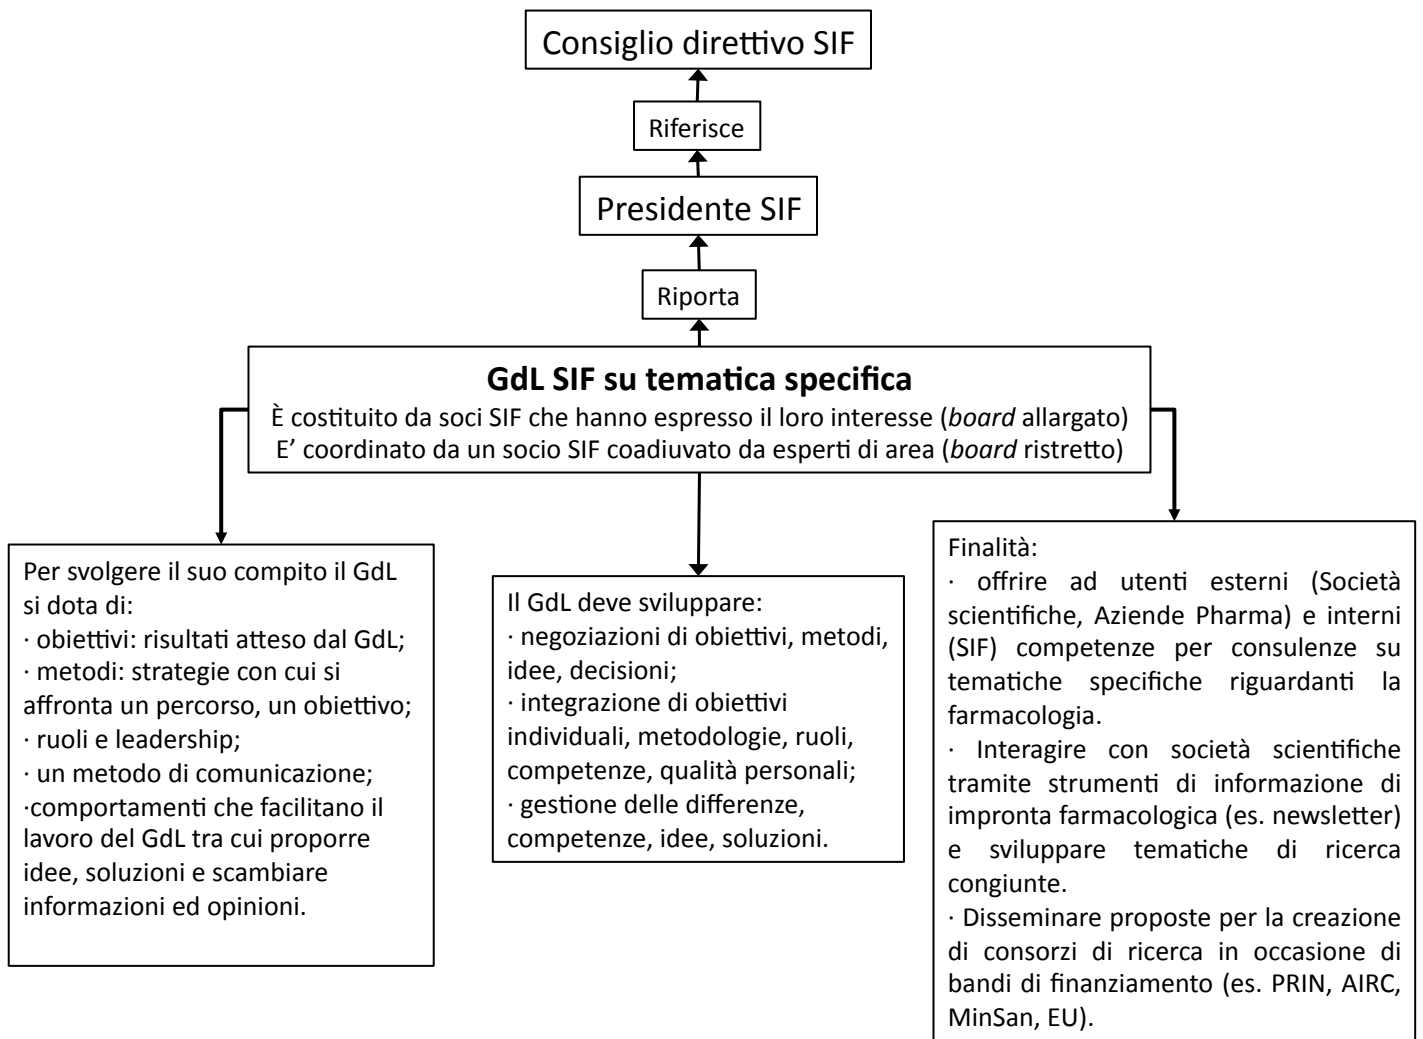 Consiglio direttivo SIF
Riferisce
Presidente SIF
Riporta
GdL SIF su tematica specifica
È costituito da soci SIF che hanno espresso il loro interesse (board allargato)
E’ coordinato da un socio SIF coadiuvato da esperti di area (board ristretto)
Per svolgere il suo compito il GdL
si dota di:
· obiettivi: risultati atteso dal GdL;
· metodi: strategie con cui si
affronta un percorso, un obiettivo;
· ruoli e leadership;
· un metodo di comunicazione;
·comportamenti che facilitano il
lavoro del GdL tra cui proporre
idee, soluzioni e scambiare
informazioni ed opinioni.
Il GdL deve sviluppare:
· negoziazioni di obiettivi, metodi,
idee, decisioni;
· integrazione di obiettivi
individuali, metodologie, ruoli,
competenze, qualità personali;
· gestione delle differenze,
competenze, idee, soluzioni.
Finalità:
· offrire ad utenti esterni (Società
scientifiche, Aziende Pharma) e interni
(SIF) competenze per consulenze su
tematiche specifiche riguardanti la
farmacologia.
· Interagire con società scientifiche
tramite strumenti di informazione di
impronta farmacologica (es. newsletter)
e sviluppare tematiche di ricerca
congiunte.
· Disseminare proposte per la creazione
di consorzi di ricerca in occasione di
bandi di finanziamento (es. PRIN, AIRC,
MinSan, EU).